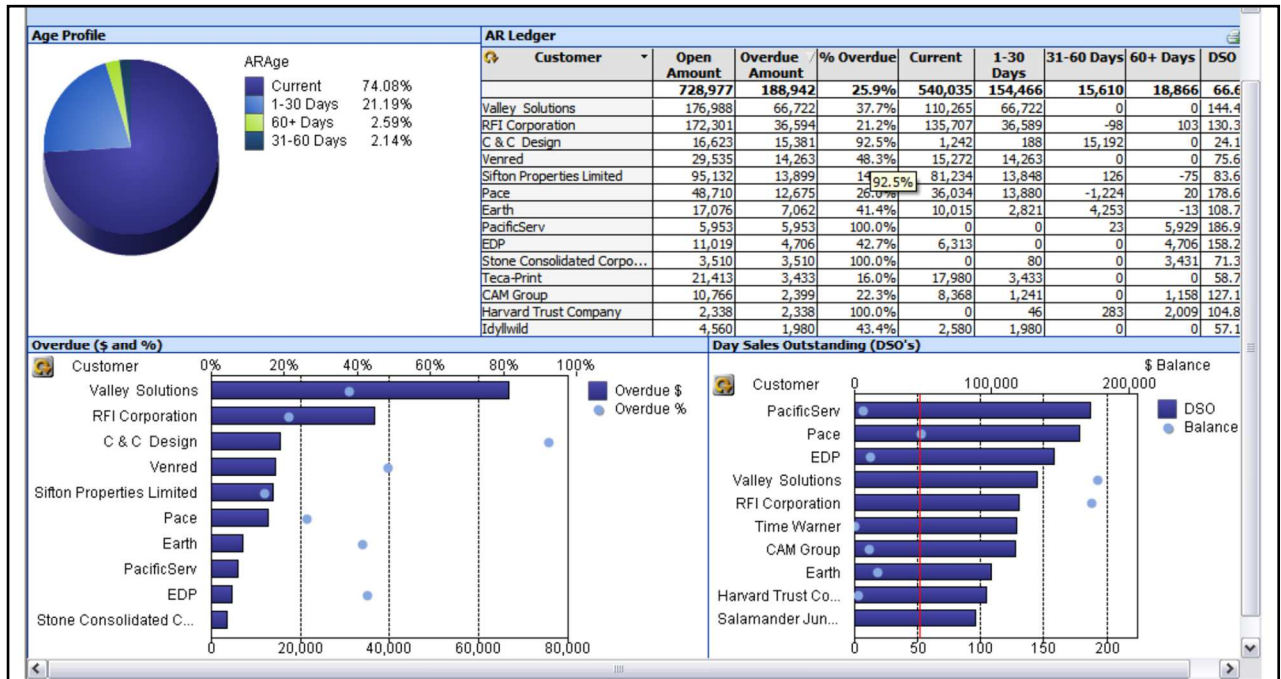 Age Profile
ARAge
Current 74.08%
1-30 Days 21.19%
60+ Days 2.59%
31-60 Days 2.14%
AR Ledger
Customer Open Amount Overdue Amount % Overdue Current 1-30 Days 31-60 Days 60+ Days DSO
728,977 188,942 25.9% 540,035 154,466 15,610 18,866 66.6
Valley Solutions 176,988 66,722 37.7% 110,265 66,722 0 0 144.4
RFI Corporation 172,301 36,594 21.2% 135,707 36,589 -98 103 130.3
C & C Design 16,623 15,381 92.5% 1,242 188 15,192 0 24.1
Venred 29,535 14,263 48.3% 15,272 14,263 0 0 75.6
Sifton Properties Limited 95,132 13,899 81,234 13,848 126 -75 83.6
92.5%
Pace 48,710 12,675 26.0% 36,034 13,880 -1,224 20 178.6
Earth 17,076 7,062 41.4% 10,015 2,821 4,253 -13 108.7
PacificServ 5,953 5,953 100.0% 0 0 23 5,929 186.9
EDP 11,019 4,706 42.7% 6,313 0 0 4,706 158.2
Stone Consolidated Corpo... 3,510 3,510 100.0% 0 80 0 3,431 71.3
Teca-Print 21,413 3,433 16.0% 17,980 3,433 0 0 58.7
CAM Group 10,766 2,399 22.3% 8,368 1,241 0 1,158 127.1
Harvard Trust Company 2,338 2,338 100.0% 0 46 283 2,009 104.8
Idyllwild 4,560 1,980 43.4% 2,580 1,980 0 0 57.1
Overdue ($ and %)
Customer 0% 20% 40% 60% 80% 100%
Valley Solutions
RFI Corporation
C & C Design
Venred
Sifton Properties Limited
Pace
Earth
PacificServ
EDP
Stone Consolidated C...
0 20,000 40,000 60,000 80,000
Overdue $
Overdue %
Day Sales Outstanding (DSO's)
$ Balance
Customer 0 100,000 200,000
PacificServ
Pace
EDP
Valley Solutions
RFI Corporation
Time Warner
CAM Group
Earth
Harvard Trust Co...
Salamander Jun...
0 50 100 150 200
DSO
Balance